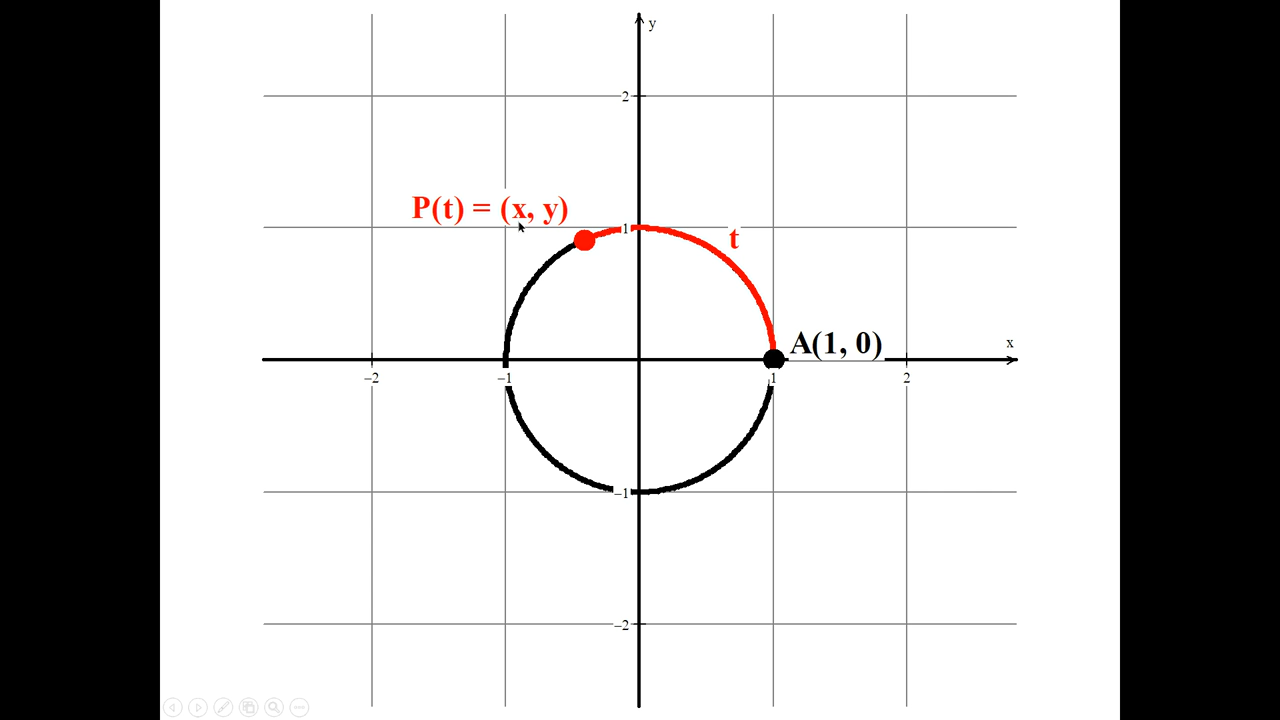 y
2
P(t) = (x, y)
1
t
A(1, 0)
x
–2
–1
1
2
–1
–2